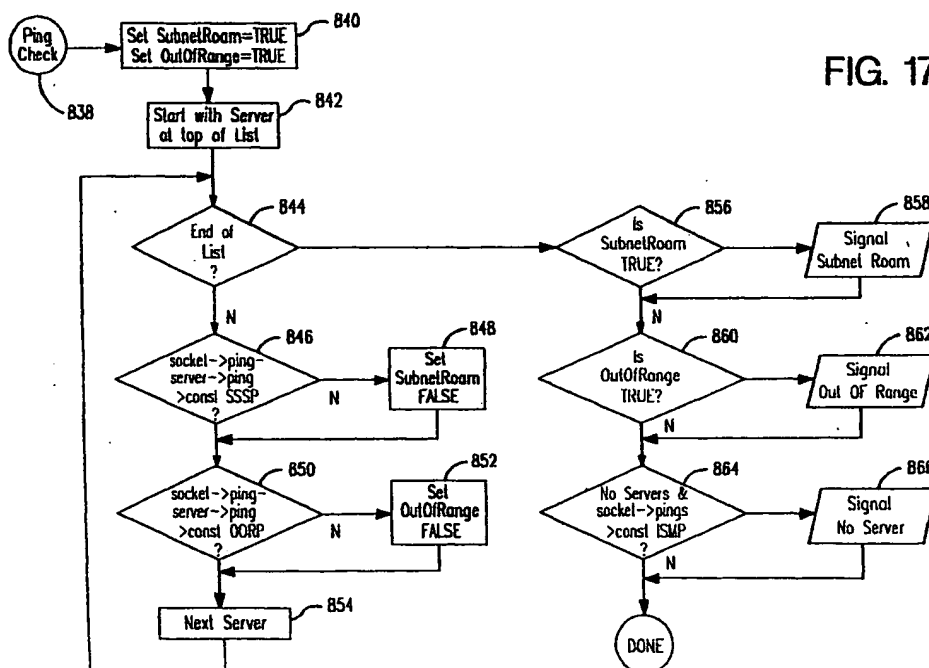 Ping
Check
838
Set SubnetRoam=TRUE
Set OutOfRange=TRUE
840
FIG. 17
Start with Server
at top of List
842
End of
List
?
844
N
Is
SubnetRoam
TRUE?
856
N
Signal
Subnet Roam
858
socket->ping-
server->ping
>const SSSP
?
846
N
Set
SubnetRoam
FALSE
848
Is
OutOfRange
TRUE?
860
N
Signal
Out OF Range
862
socket->ping-
server->ping
>const OORP
?
850
N
Set
OutOfRange
FALSE
852
No Servers &
socket->pings
>const ISWP
?
864
N
Signal
No Server
866
Next Server
854
DONE